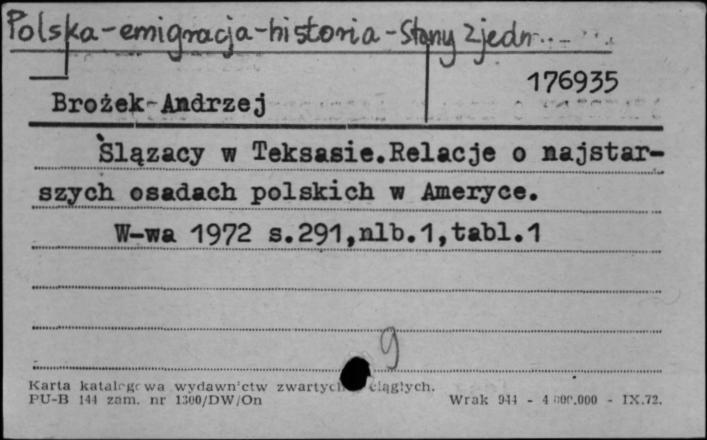 Polska-emigracja-historia-Stany Zjedn...
176935
Brożek-Andrzej
Ślązacy w Teksasie.Relacje o najstar-
szych osadach polskich w Ameryce.
W-wa 1972 s.291,nlb.1,tabl.1
9
Karta katalogowa wydawnictw zwartych ciągłych.
PU-B 144 zam. nr 1300/DW/On
Wrak 944 - 4 000.000 - IX.72.